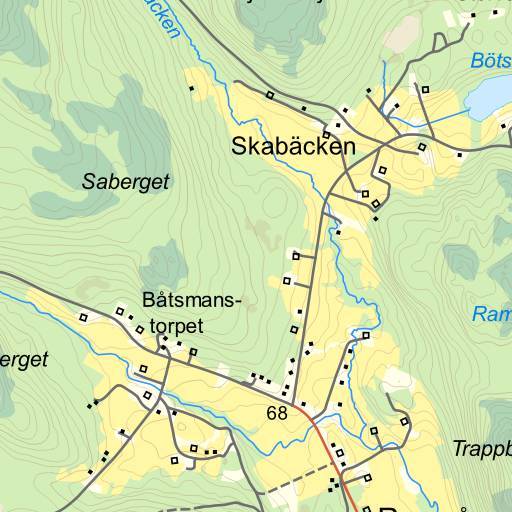 äcken
Böts
Skabäcken
Saberget
Båtsmans-
torpet
Ram
erget
68
Trappb